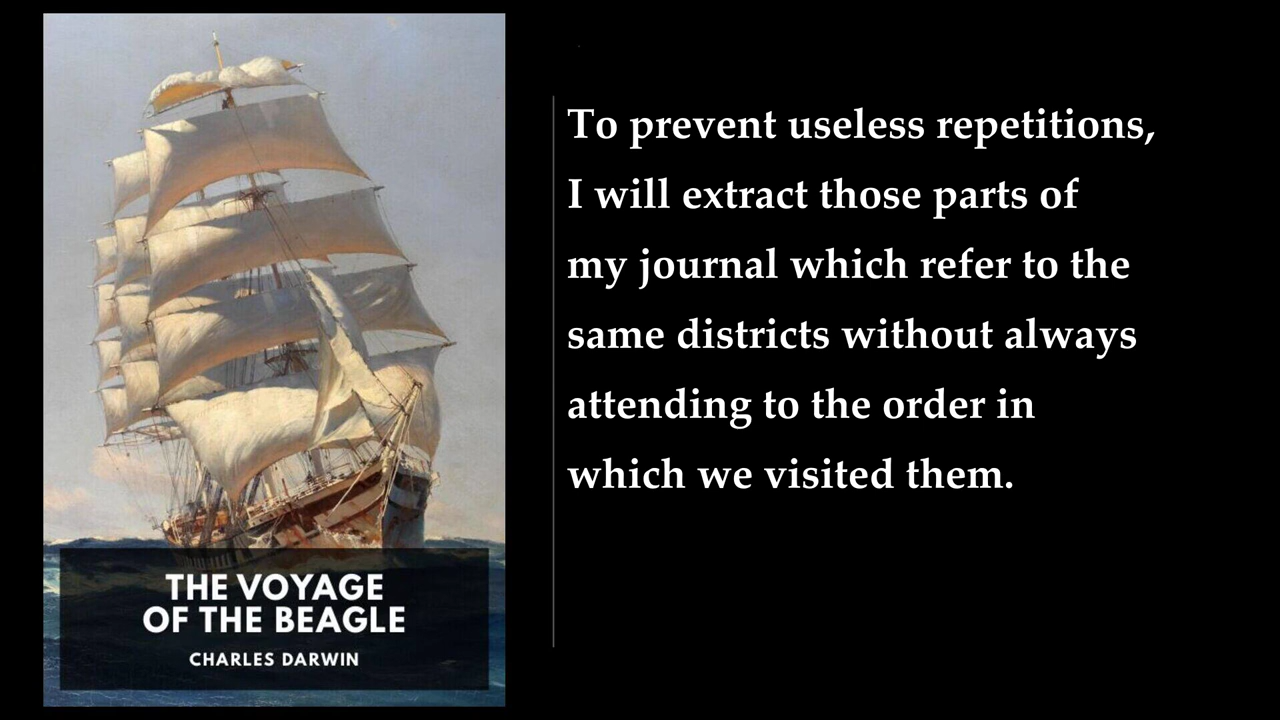 THE VOYAGE
OF THE BEAGLE
CHARLES DARWIN
To prevent useless repetitions,
I will extract those parts of
my journal which refer to the
same districts without always
attending to the order in
which we visited them.